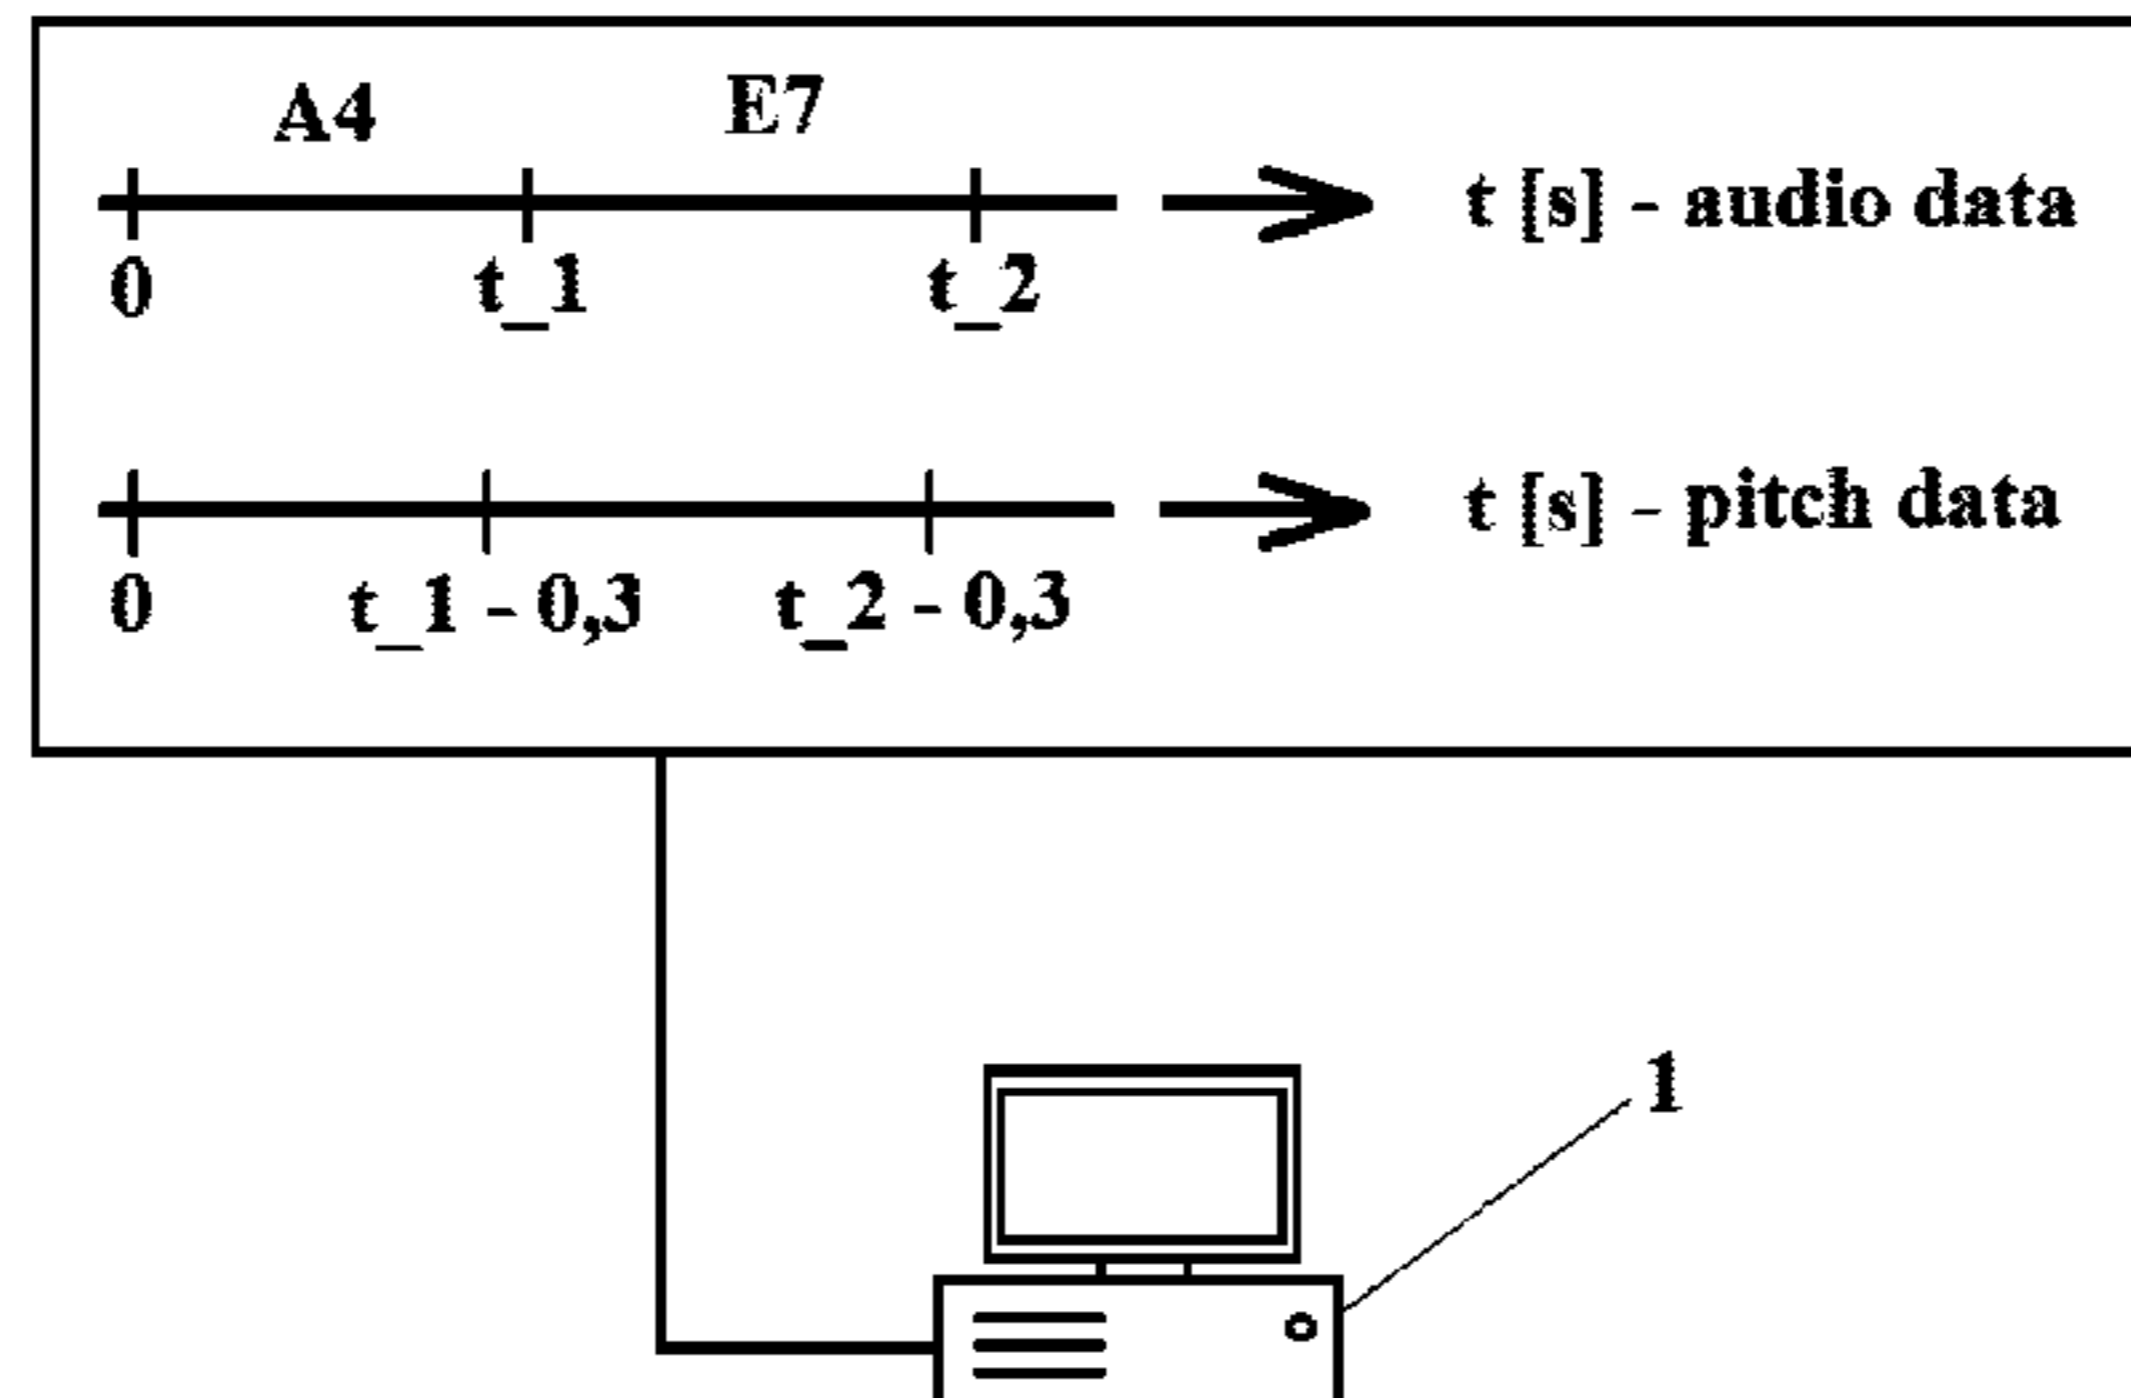 A4 E7
t [s] - audio data
0 t_1 t_2
t [s] - pitch data
0 t_1 - 0,3 t_2 - 0,3
1